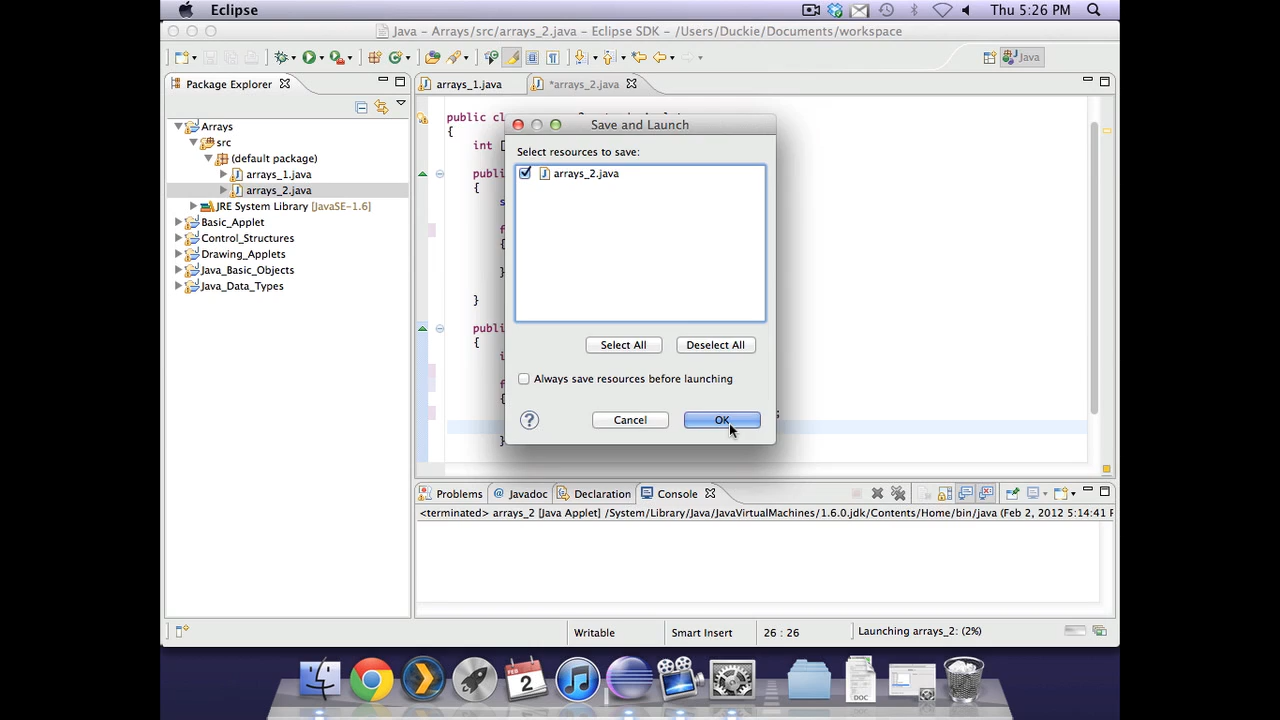 Eclipse
Thu 5:26 PM
Java – Arrays/src/arrays_2.java – Eclipse SDK – /Users/Duckie/Documents/workspace
Java
Package Explorer
arrays_1.java
*arrays_2.java
Arrays
src
(default package)
arrays_1.java
arrays_2.java
JRE System Library [JavaSE-1.6]
Basic_Applet
Control_Structures
Drawing_Applets
Java_Basic_Objects
Java_Data_Types
public
{
int [
{
{
}
}
{
{
;
}
Save and Launch
Select resources to save:
arrays_2.java
Select All
Deselect All
Always save resources before launching
?
Cancel
OK
Problems
@ Javadoc
Declaration
Console
<terminated> arrays_2 [Java Applet] /System/Library/Java/JavaVirtualMachines/1.6.0.jdk/Contents/Home/bin/java (Feb 2, 2012 5:14:41 P
Writable
Smart Insert
26 : 26
Launching arrays_2: (2%)
FEB
2
DOC